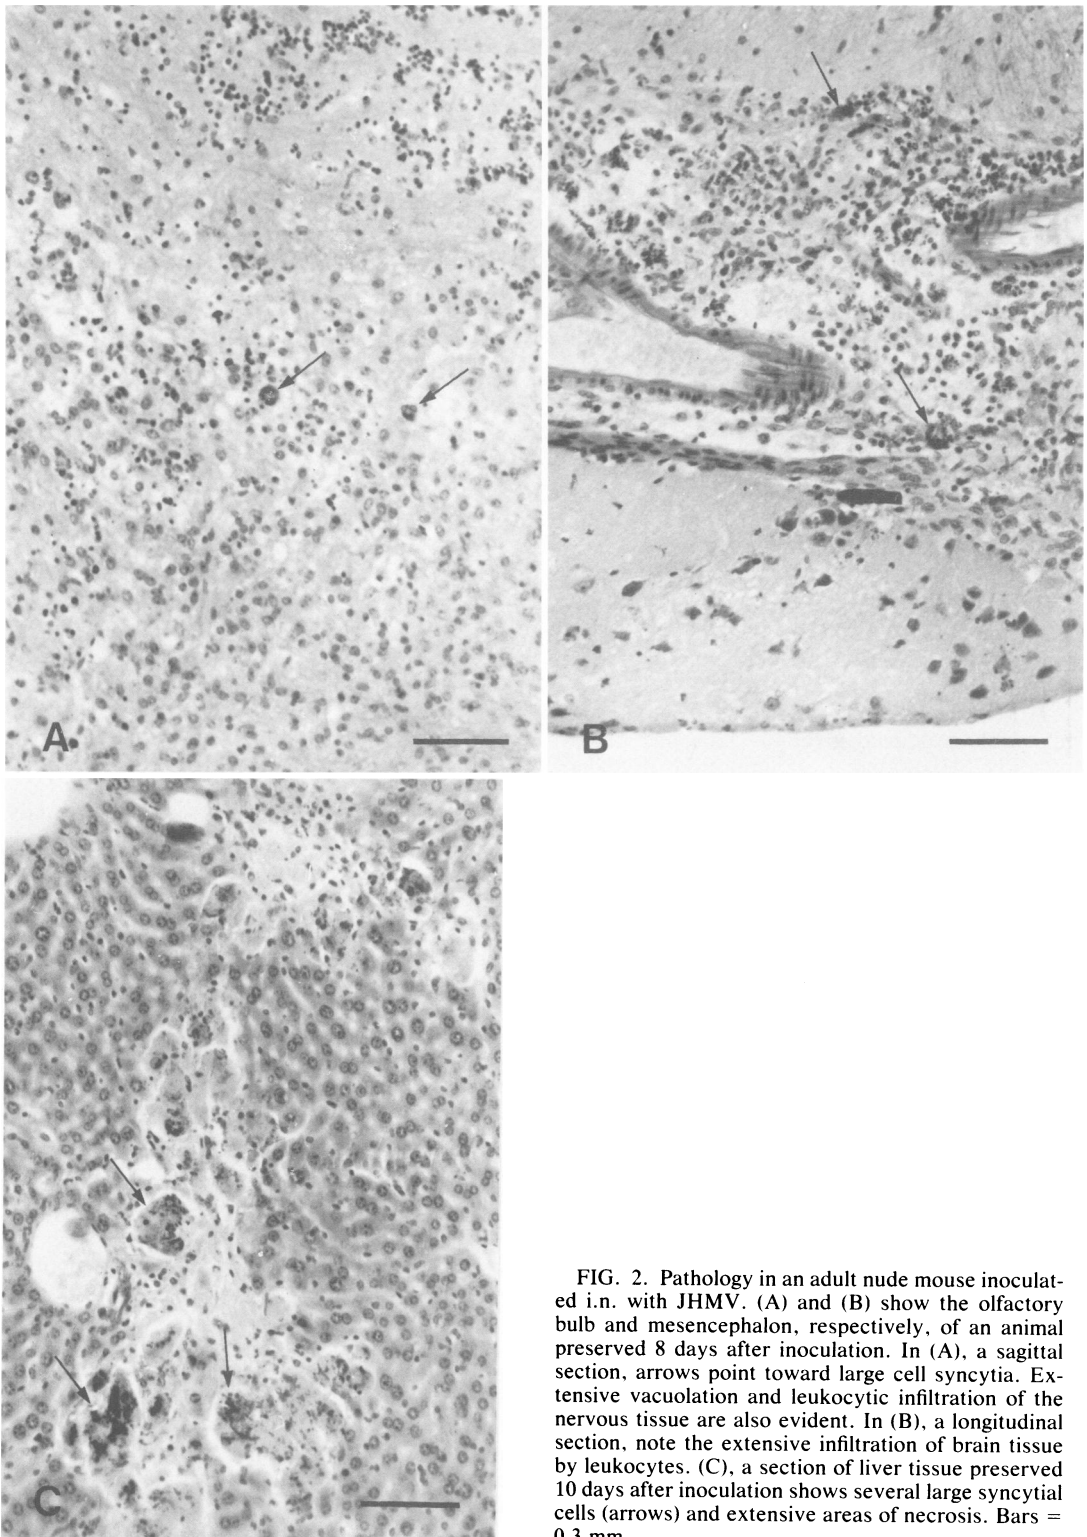 A
B
C
FIG. 2. Pathology in an adult nude mouse inoculat-
ed i.n. with JHMV. (A) and (B) show the olfactory
bulb and mesencephalon, respectively, of an animal
preserved 8 days after inoculation. In (A), a sagittal
section, arrows point toward large cell syncytia. Ex-
tensive vacuolation and leukocytic infiltration of the
nervous tissue are also evident. In (B), a longitudinal
section, note the extensive infiltration of brain tissue
by leukocytes. (C), a section of liver tissue preserved
10 days after inoculation shows several large syncytial
cells (arrows) and extensive areas of necrosis. Bars =
0.3 mm